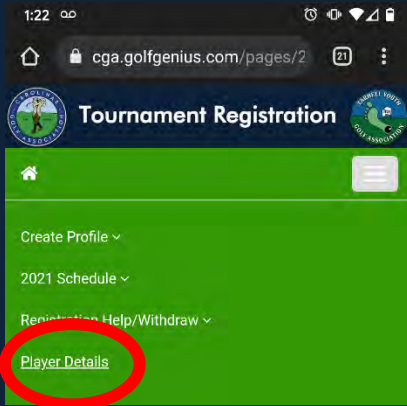 1:22
cga.golfgenius.com/pages/2 21
Tournament Registration
Create Profile
2021 Schedule
Registration Help/Withdraw
Player Details